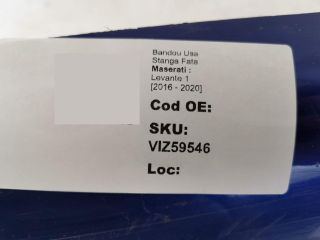 Bandou Usa
Stanga Fata
Maserati :
Levante 1
[2016 - 2020]
Cod OE:
SKU:
VIZ59546
Loc: